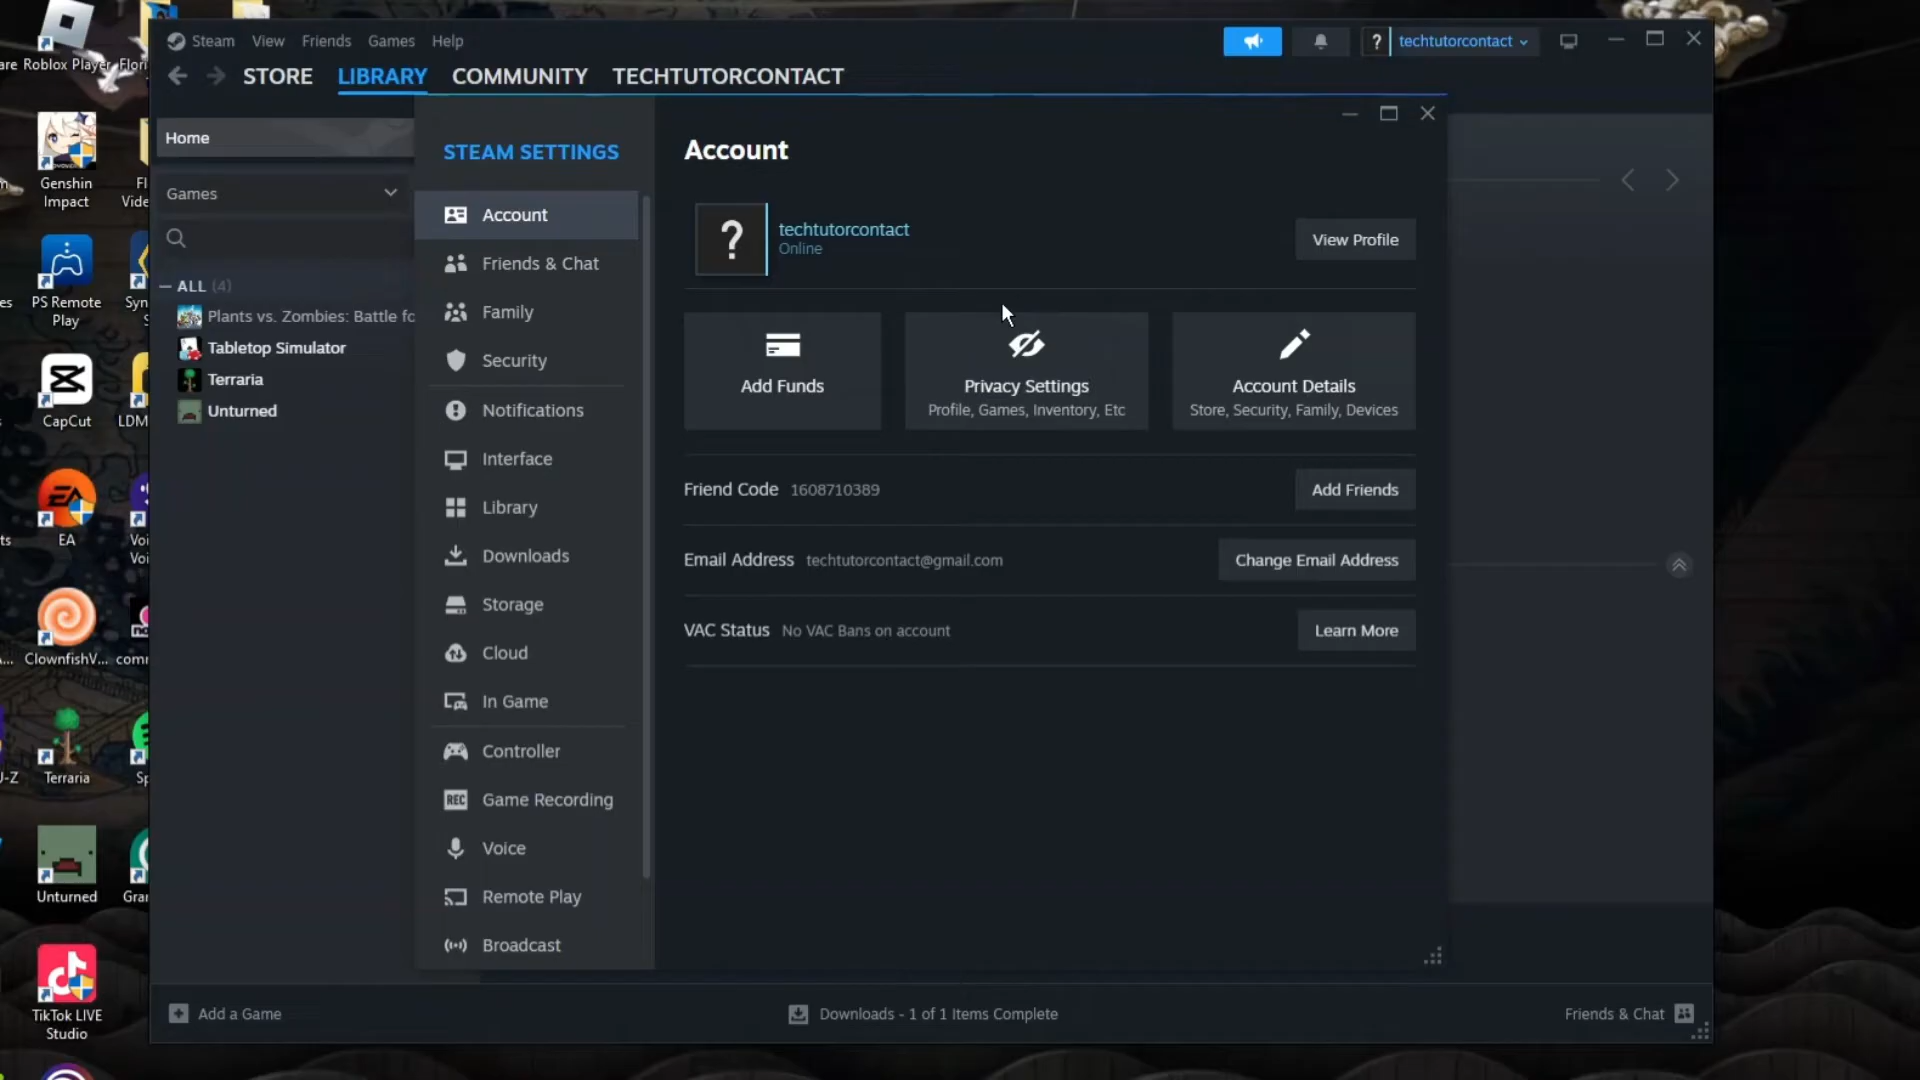 Steam View Friends Games Help
? techtutorcontact
STORE LIBRARY COMMUNITY TECHTUTORCONTACT
Home
Games
ALL (4)
Plants vs. Zombies: Battle fo
Tabletop Simulator
Terraria
Unturned
STEAM SETTINGS
Account
Friends & Chat
Family
Security
Notifications
Interface
Library
Downloads
Storage
Cloud
In Game
Controller
REC Game Recording
Voice
Remote Play
Broadcast
Account
?
techtutorcontact
Online
View Profile
Add Funds
Privacy Settings
Profile, Games, Inventory, Etc
Account Details
Store, Security, Family, Devices
Friend Code 1608710389
Add Friends
Email Address techtutorcontact@gmail.com
Change Email Address
VAC Status No VAC Bans on account
Learn More
Add a Game
Downloads - 1 of 1 Items Complete
Friends & Chat
Roblox Player
Genshin
Impact
PS Remote
Play
CapCut
LDM
EA
EA
ClownfishV...
Terraria
Unturned
TikTok LIVE
Studio